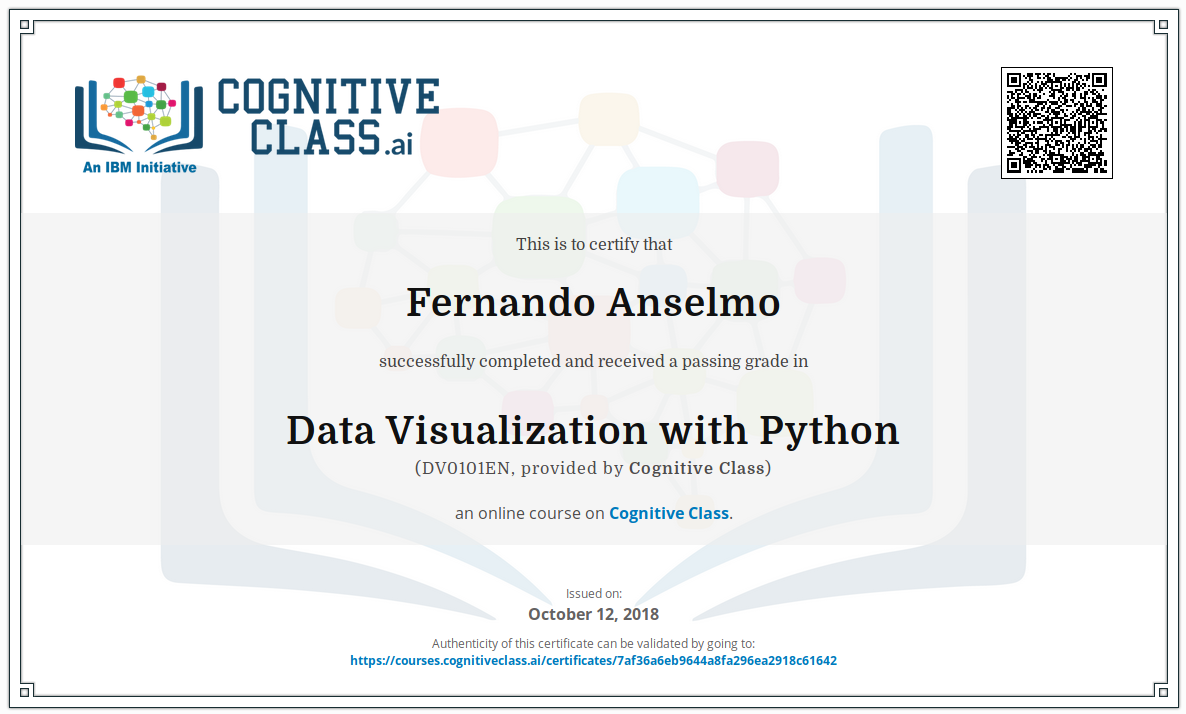 COGNITIVE
CLASS.ai
An IBM Initiative
This is to certify that
Fernando Anselmo
successfully completed and received a passing grade in
Data Visualization with Python
(DV0101EN, provided by Cognitive Class)
an online course on Cognitive Class.
Issued on:
October 12, 2018
Authenticity of this certificate can be validated by going to:
https://courses.cognitiveclass.ai/certificates/7af36a6eb9644a8fa296ea2918c61642